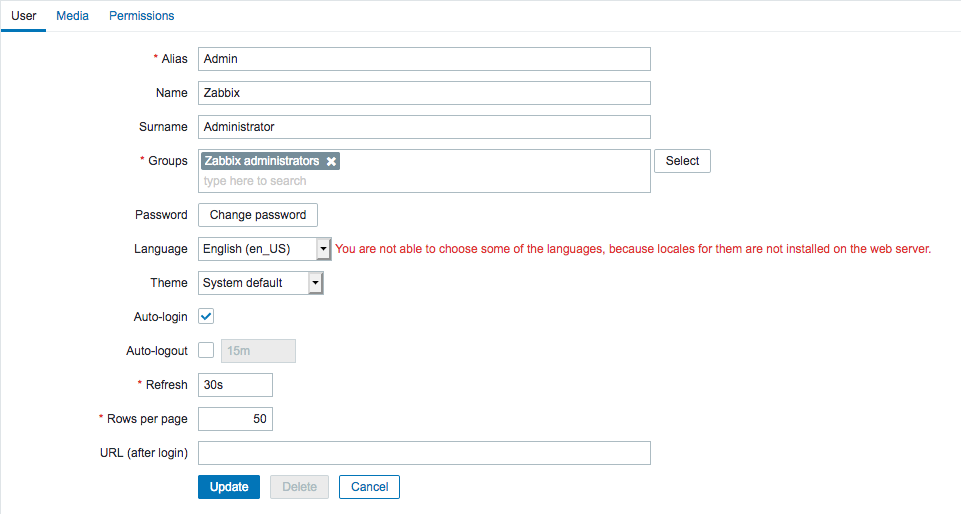 User Media Permissions
* Alias Admin
Name Zabbix
Surname Administrator
* Groups Zabbix administrators Select
type here to search
Password Change password
Language English (en_US) You are not able to choose some of the languages, because locales for them are not installed on the web server.
Theme System default
Auto-login
Auto-logout 15m
* Refresh 30s
* Rows per page 50
URL (after login)
Update Delete Cancel